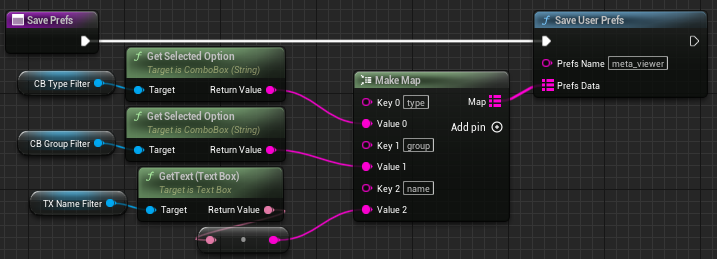 Save Prefs
Save User Prefs
Prefs Name meta_viewer
Prefs Data
Get Selected Option
Target is ComboBox (String)
CB Type Filter
Target Return Value
Get Selected Option
Target is ComboBox (String)
CB Group Filter
Target Return Value
GetText (Text Box)
Target is Text Box
TX Name Filter
Target Return Value
Make Map
Key 0 type Map
Value 0
Add pin
Key 1 group
Value 1
Key 2 name
Value 2